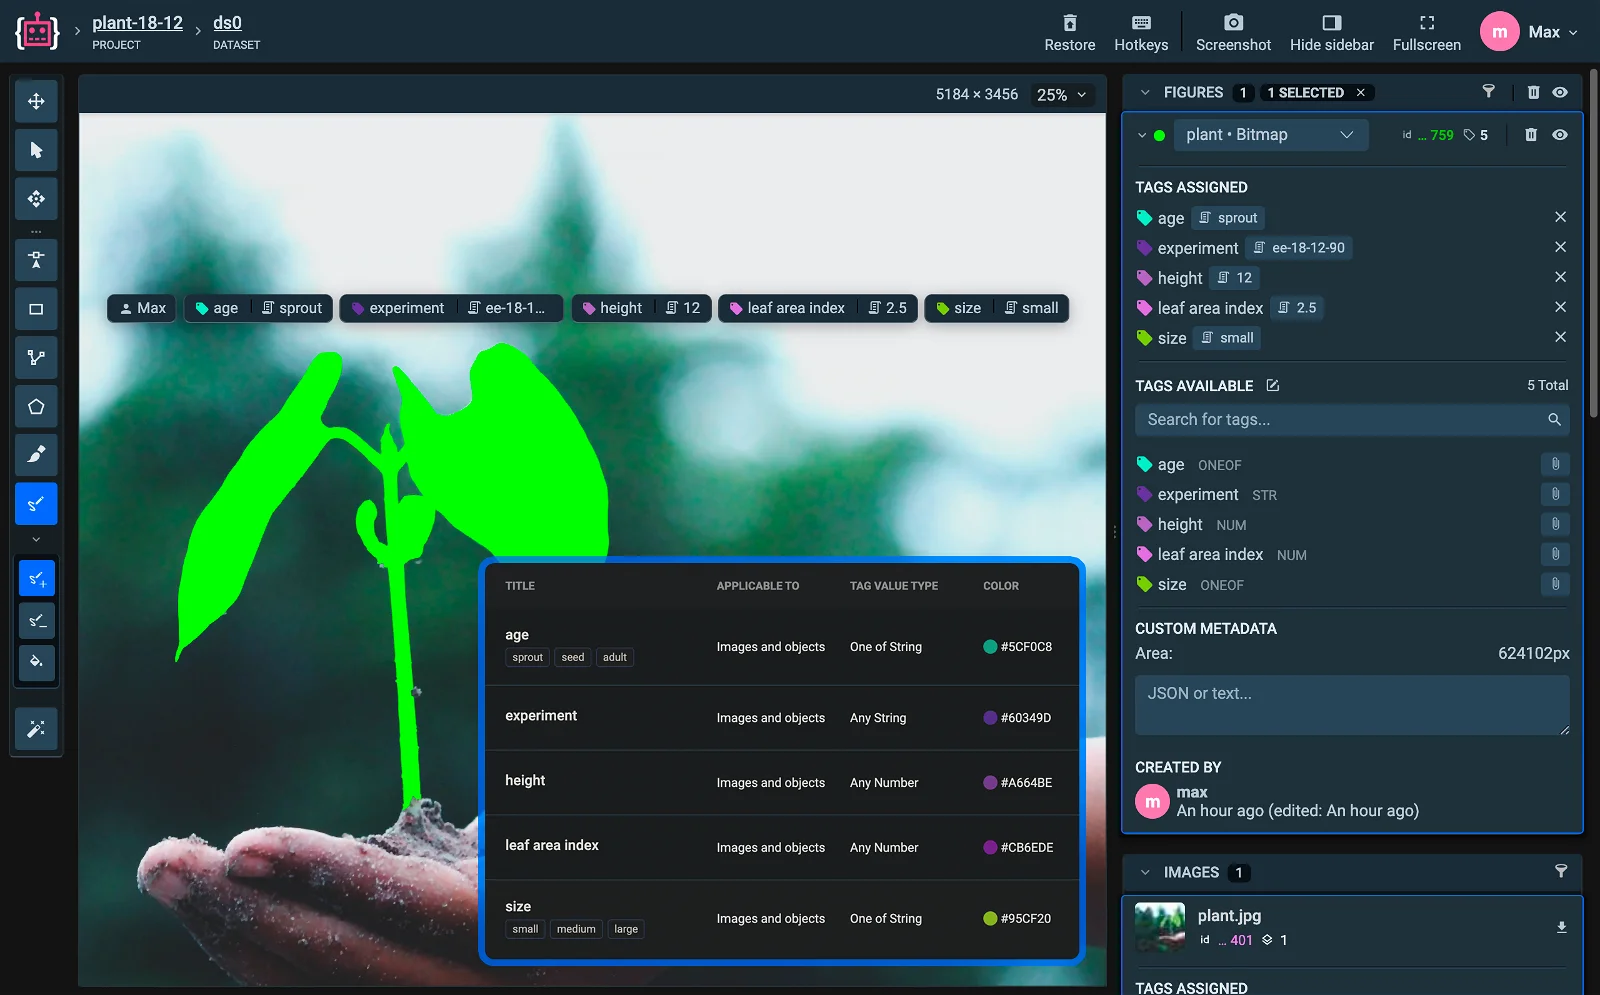 plant-18-12
PROJECT
ds0
DATASET
Restore
Hotkeys
Screenshot
Hide sidebar
Fullscreen
m
Max
5184 × 3456
25%
Max
age
sprout
experiment
ee-18-1...
height
12
leaf area index
2.5
size
small
TITLE
APPLICABLE TO
TAG VALUE TYPE
COLOR
age
sprout
seed
adult
Images and objects
One of String
#5CF0C8
experiment
Images and objects
Any String
#60349D
height
Images and objects
Any Number
#A664BE
leaf area index
Images and objects
Any Number
#CB6EDE
size
small
medium
large
Images and objects
One of String
#95CF20
FIGURES
1
1 SELECTED
plant • Bitmap
id ... 759
5
TAGS ASSIGNED
age
sprout
experiment
ee-18-12-90
height
12
leaf area index
2.5
size
small
TAGS AVAILABLE
5 Total
Search for tags...
age ONEOF
experiment STR
height NUM
leaf area index NUM
size ONEOF
CUSTOM METADATA
Area:
624102px
JSON or text...
CREATED BY
m
max
An hour ago (edited: An hour ago)
IMAGES
1
plant.jpg
id ... 401
1
TAGS ASSIGNED